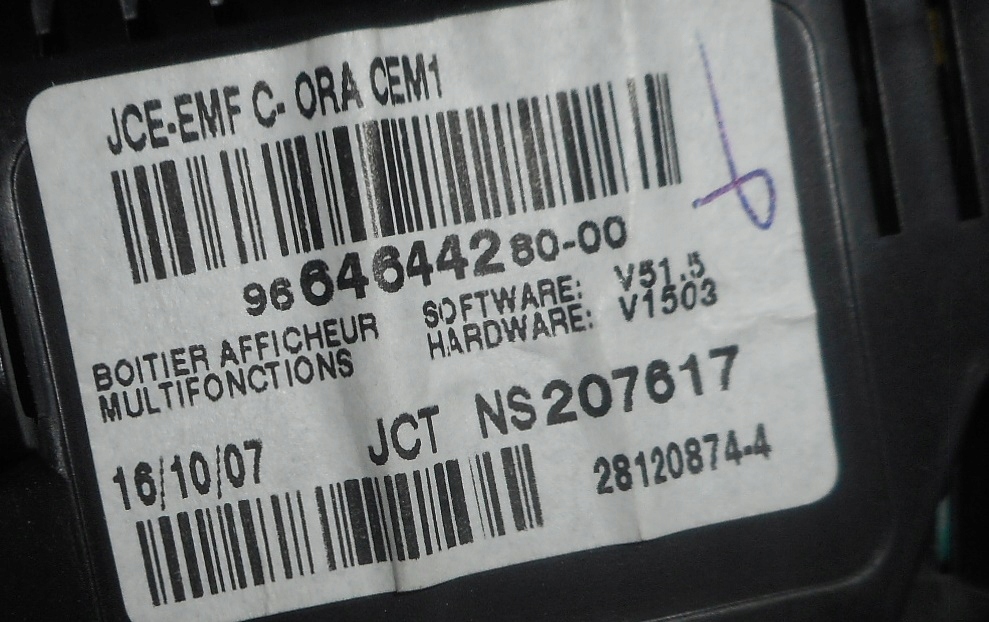 JCE-EMF C- ORA CEM1
9664644280-00
BOITIER AFFICHEUR
MULTIFONCTIONS
SOFTWARE: V51.5
HARDWARE: V1503
JCT NS207617
16/10/07
28120874-4